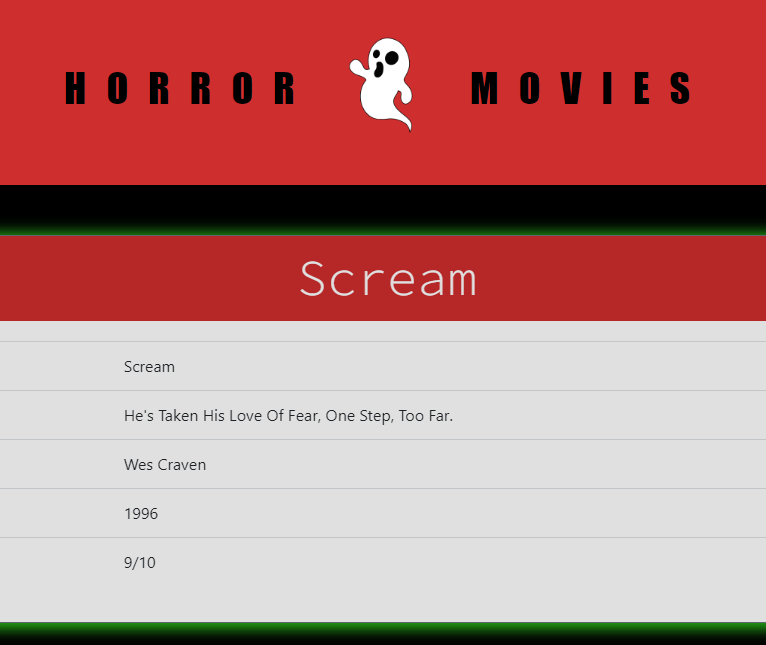 HORROR MOVIES
Scream
Scream
He's Taken His Love Of Fear, One Step, Too Far.
Wes Craven
1996
9/10